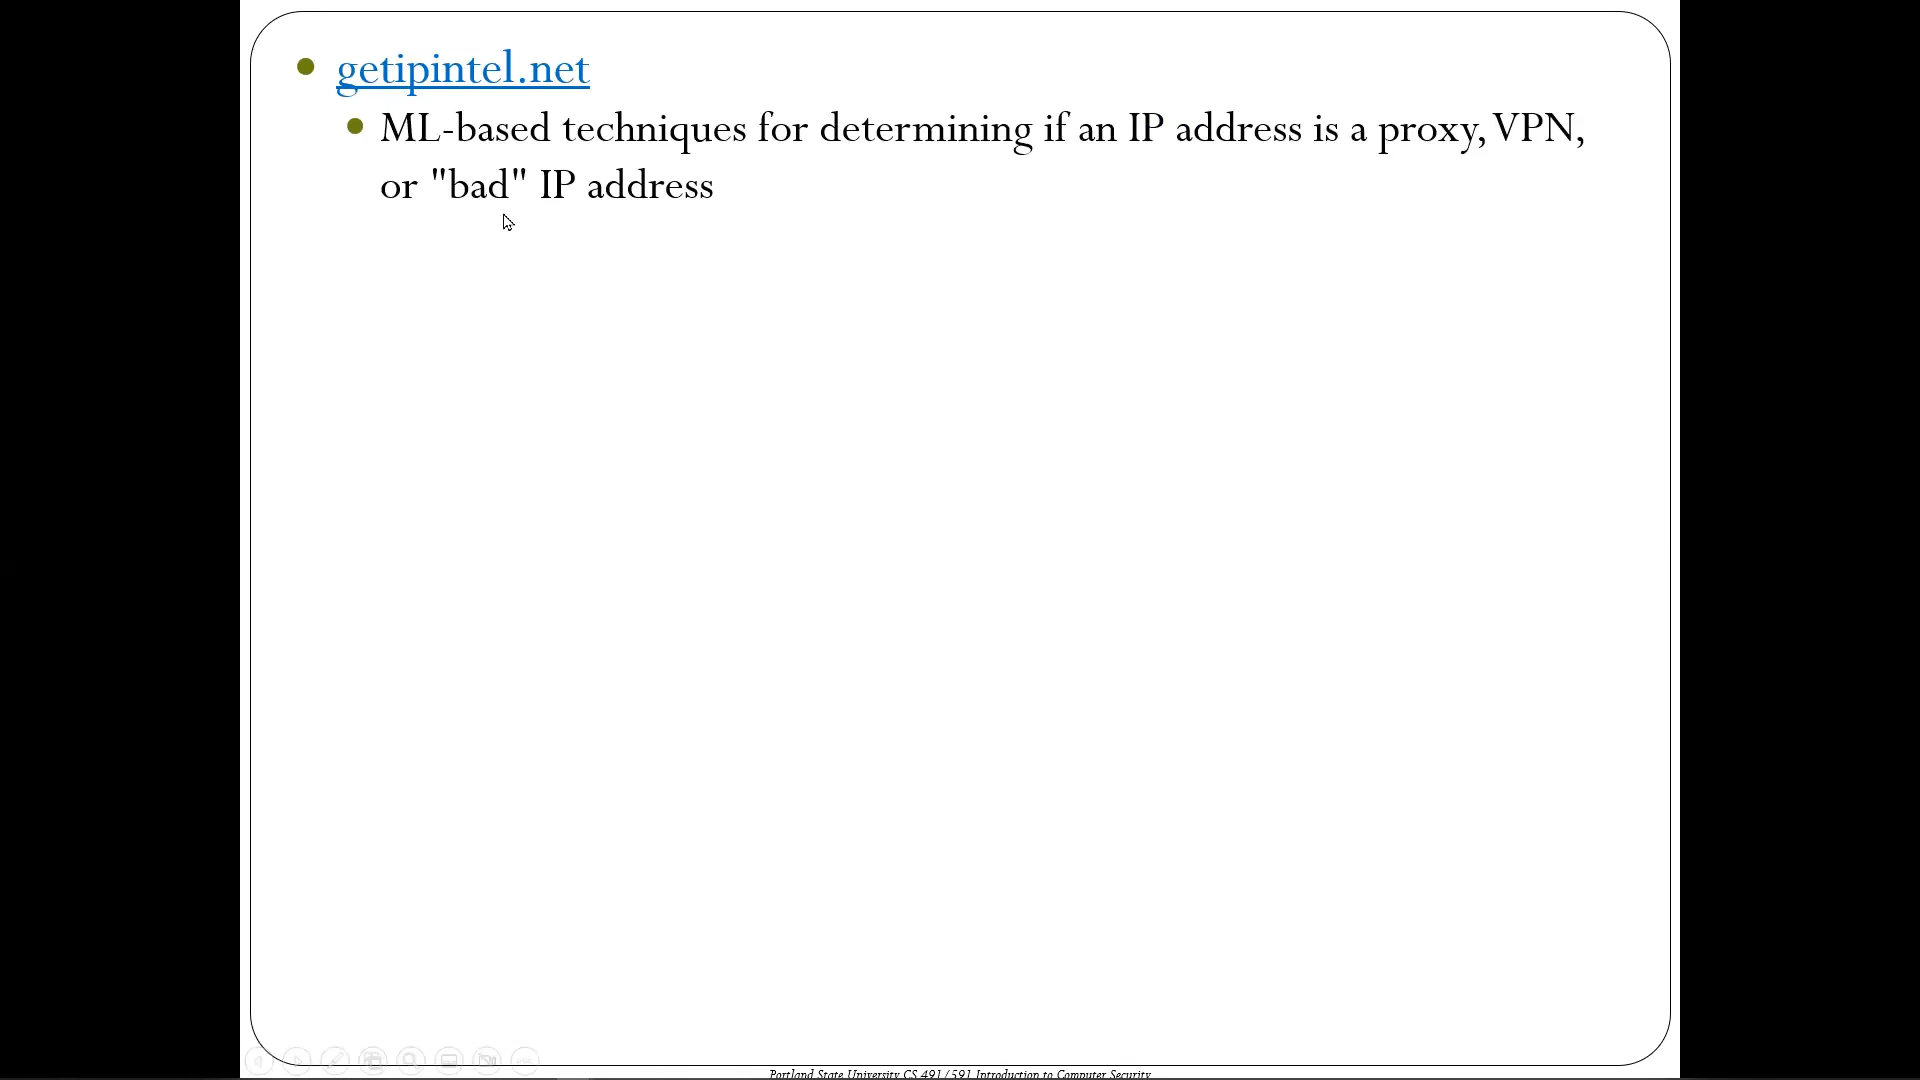 getipintel.net
ML-based techniques for determining if an IP address is a proxy, VPN,
or "bad" IP address
Portland State University CS 491/591 Introduction to Computer Security